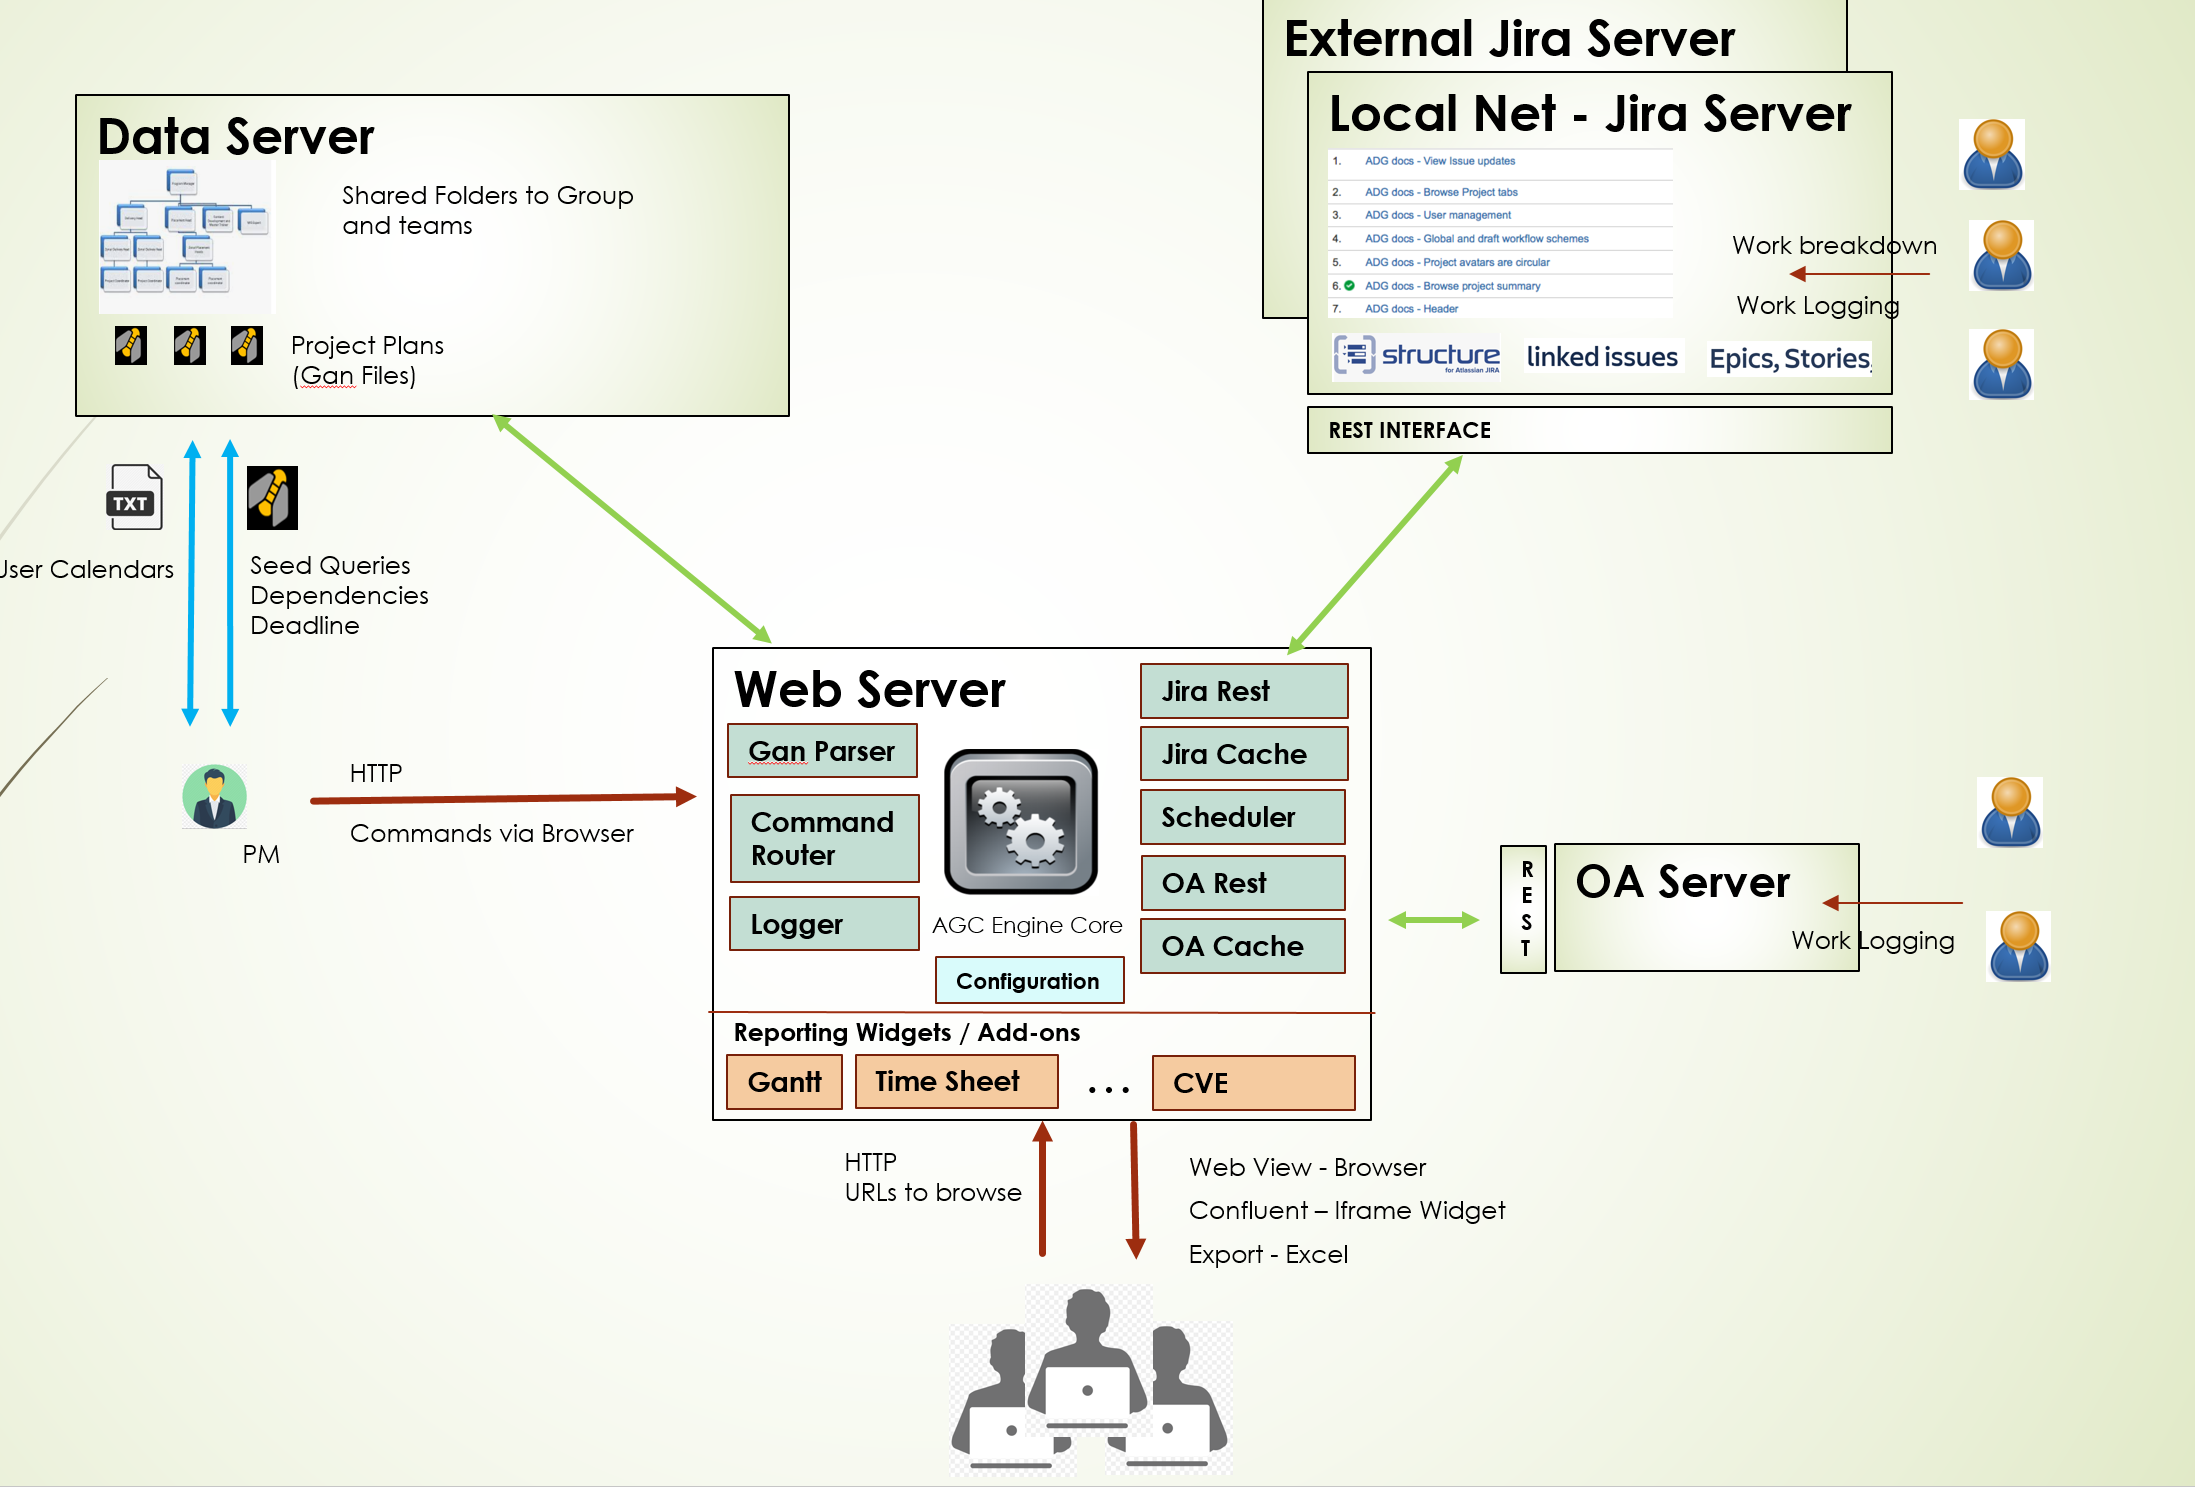 External Jira Server
Data Server
Local Net - Jira Server
Shared Folders to Group
and teams
Project Plans
(Gan Files)
1. ADG docs - View Issue updates
2. ADG docs - Browse Project tabs
3. ADG docs - User management
4. ADG docs - Global and draft workflow schemes
5. ADG docs - Project avatars are circular
6. ADG docs - Browse project summary
7. ADG docs - Header
structure
for Atlassian JIRA
linked issues
Epics, Stories,
Work breakdown
Work Logging
REST INTERFACE
TXT
User Calendars
Seed Queries
Dependencies
Deadline
PM
HTTP
Commands via Browser
Web Server
Gan Parser
Command
Router
Logger
AGC Engine Core
Configuration
Jira Rest
Jira Cache
Scheduler
OA Rest
OA Cache
REST
OA Server
Work Logging
Reporting Widgets / Add-ons
Gantt
Time Sheet
...
CVE
HTTP
URLs to browse
Web View - Browser
Confluent – Iframe Widget
Export - Excel